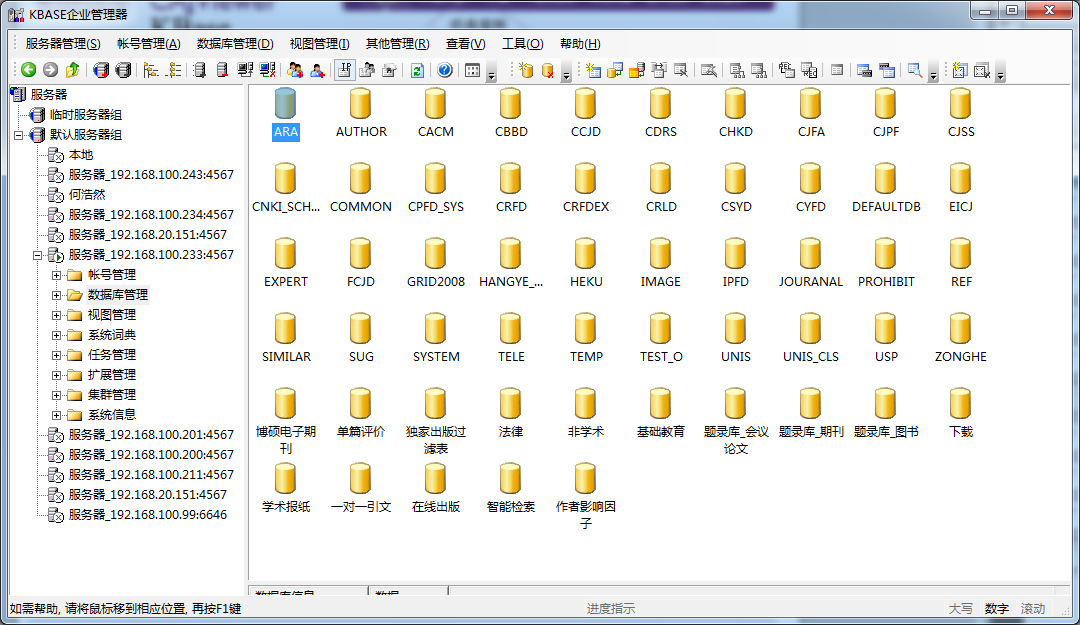 KBASE企业管理器
服务器管理(S) 帐号管理(A) 数据库管理(D) 视图管理(I) 其他管理(R) 查看(V) 工具(O) 帮助(H)
服务器
临时服务器组
默认服务器组
本地
服务器_192.168.100.243:4567
何浩然
服务器_192.168.100.234:4567
服务器_192.168.20.151:4567
服务器_192.168.100.233:4567
帐号管理
数据库管理
视图管理
系统词典
任务管理
扩展管理
集群管理
系统信息
服务器_192.168.100.201:4567
服务器_192.168.100.200:4567
服务器_192.168.100.211:4567
服务器_192.168.20.151:4567
服务器_192.168.100.99:6646
ARA AUTHOR CACM CBBD CCJD CDRS CHKD CJFA CJPF CJSS
CNKI_SCH... COMMON CPFD_SYS CRFD CRFDEX CRLD CSYD CYFD DEFAULTDB EICJ
EXPERT FCJD GRID2008 HANGYE_... HEKU IMAGE IPFD JOURANAL PROHIBIT REF
SIMILAR SUG SYSTEM TELE TEMP TEST_O UNIS UNIS_CLS USP ZONGHE
博硕电子期刊 单篇评价 独家出版过滤表 法律 非学术 基础教育 题录库_会议论文 题录库_期刊 题录库_图书 下载
学术报纸 一对一引文 在线出版 智能检索 作者影响因子
数据库信息 数据
如需帮助, 请将鼠标移到相应位置, 再按F1键 进度指示 大写 数字 滚动